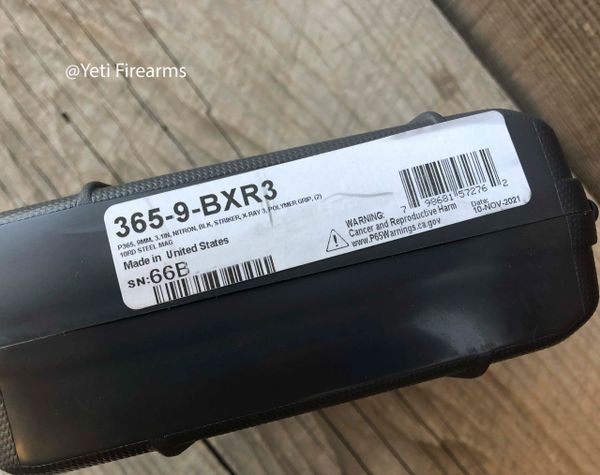 @Yeti Firearms
365-9-BXR3
P365, 9MM, 3.1IN, NITRON, BLK, STRIKER, X-RAY 3, POLYMER GRIP, (2)
10RD STEEL MAG
Made in United States
SN:66B
7 98681 57276 2
WARNING:
Cancer and Reproductive Harm
www.P65Warnings.ca.gov
Date:
10-NOV-2021